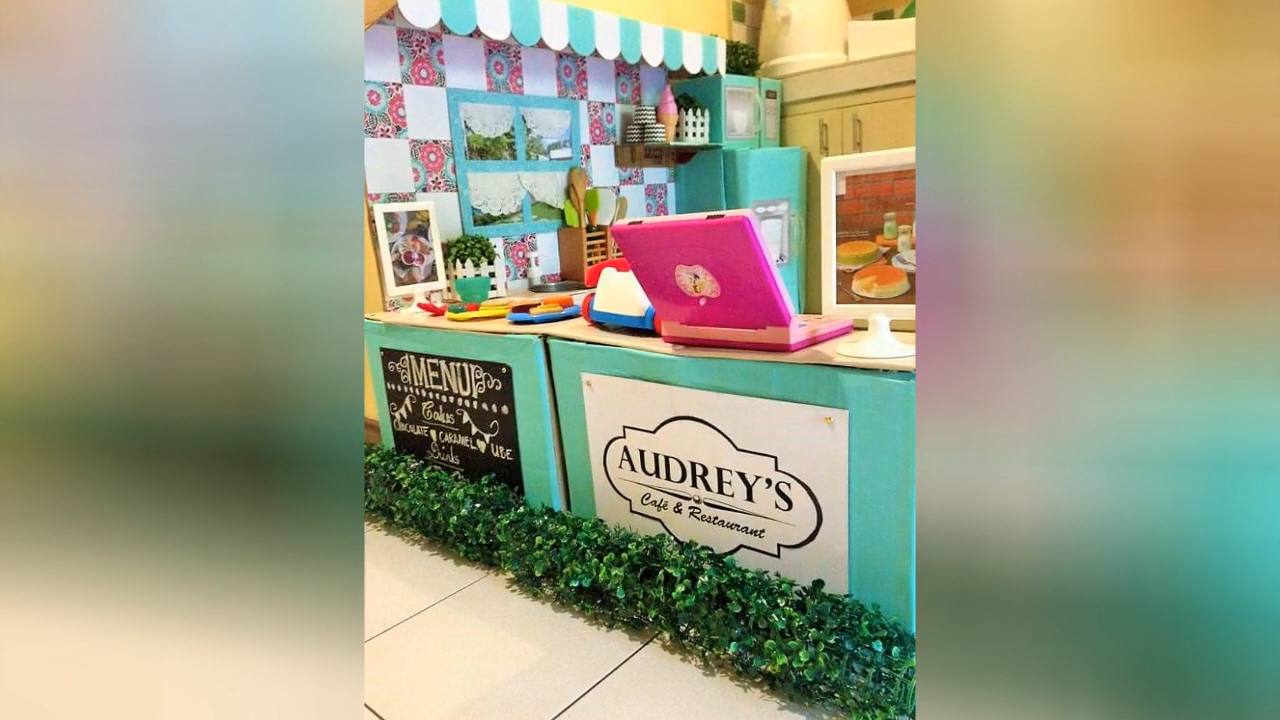 MENU
Cakes
CHOCOLATE CARAMEL UBE
Drinks
AUDREY'S
Café & Restaurant